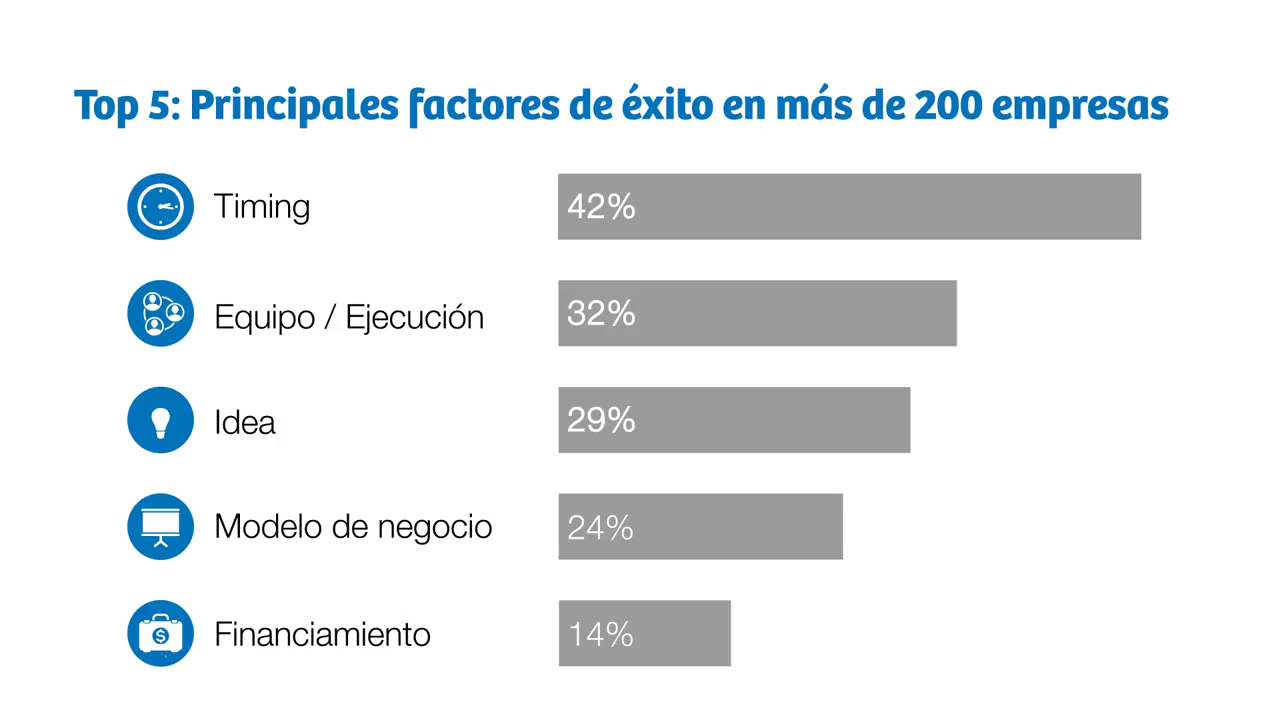 Top 5: Principales factores de éxito en más de 200 empresas
Timing 42%
Equipo / Ejecución 32%
Idea 29%
Modelo de negocio 24%
$ Financiamiento 14%